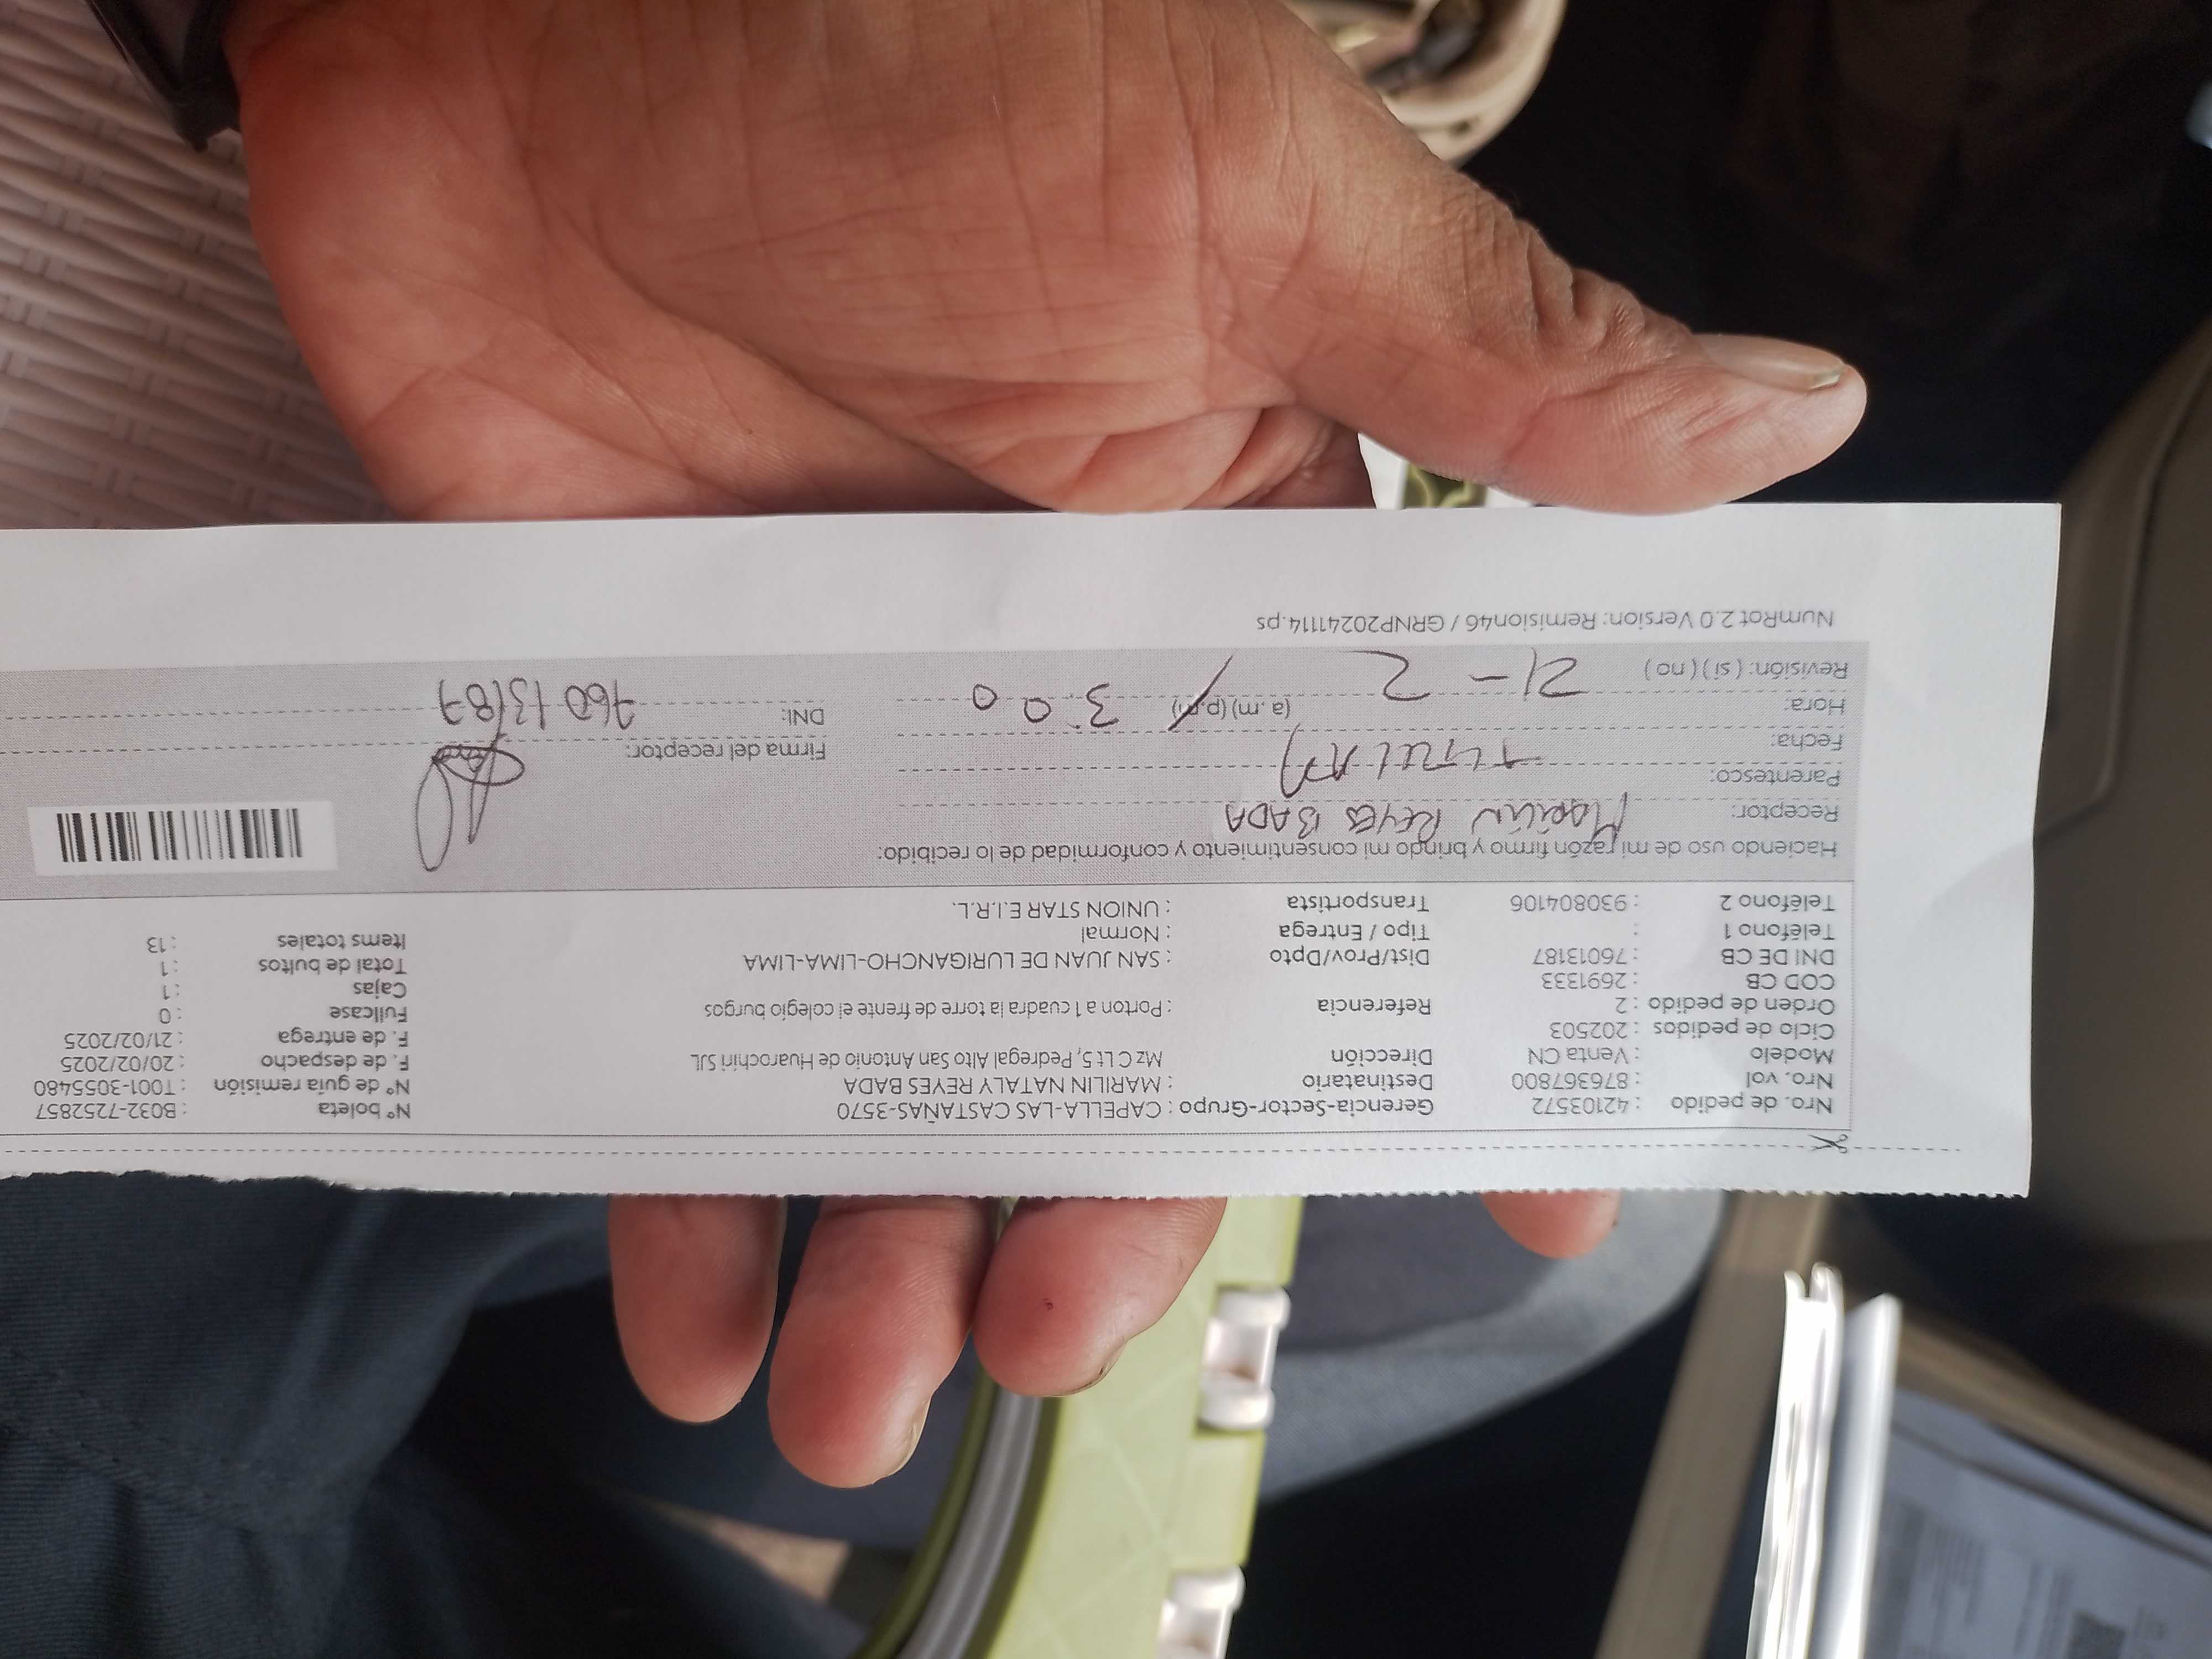 Nro. de pedido : 42103572 Gerencia-Sector-Grupo : CAPELLA-LAS CASTAÑAS-3570 N° boleta : B032-7252857
Nro. vol : 876367800 Destinatario : MARILIN NATALY REYES BADA N° de guía remisión : T001-3055480
Modelo : Venta CN Dirección Mz C Lt 5, Pedregal Alto San Antonio de Huarochiri SJL F. de despacho : 20/02/2025
Ciclo de pedidos : 202503 F. de entrega : 21/02/2025
Orden de pedido : 2 Referencia : Porton a 1 cuadra la torre de frente el colegio burgos Fullcase : 0
COD CB : 2691333 Cajas : 1
DNI DE CB : 76013187 Dist/Prov/Dpto : SAN JUAN DE LURIGANCHO-LIMA-LIMA Total de bultos : 1
Teléfono 1 : Tipo / Entrega : Normal Items totales : 13
Teléfono 2 : 930804106 Transportista : UNION STAR E.I.R.L.
Haciendo uso de mi razón firmo y brindo mi consentimiento y conformidad de lo recibido:
Receptor: Marilin REYES BADA
Parentesco: TITULAR
Fecha: Firma del receptor:
Hora: (a.m) (p.m) 3:00 DNI: 76013187
Revisión: ( si ) ( no ) 21 - 2
NumRot 2.0 Version: Remision46 / GRNP20241114.ps